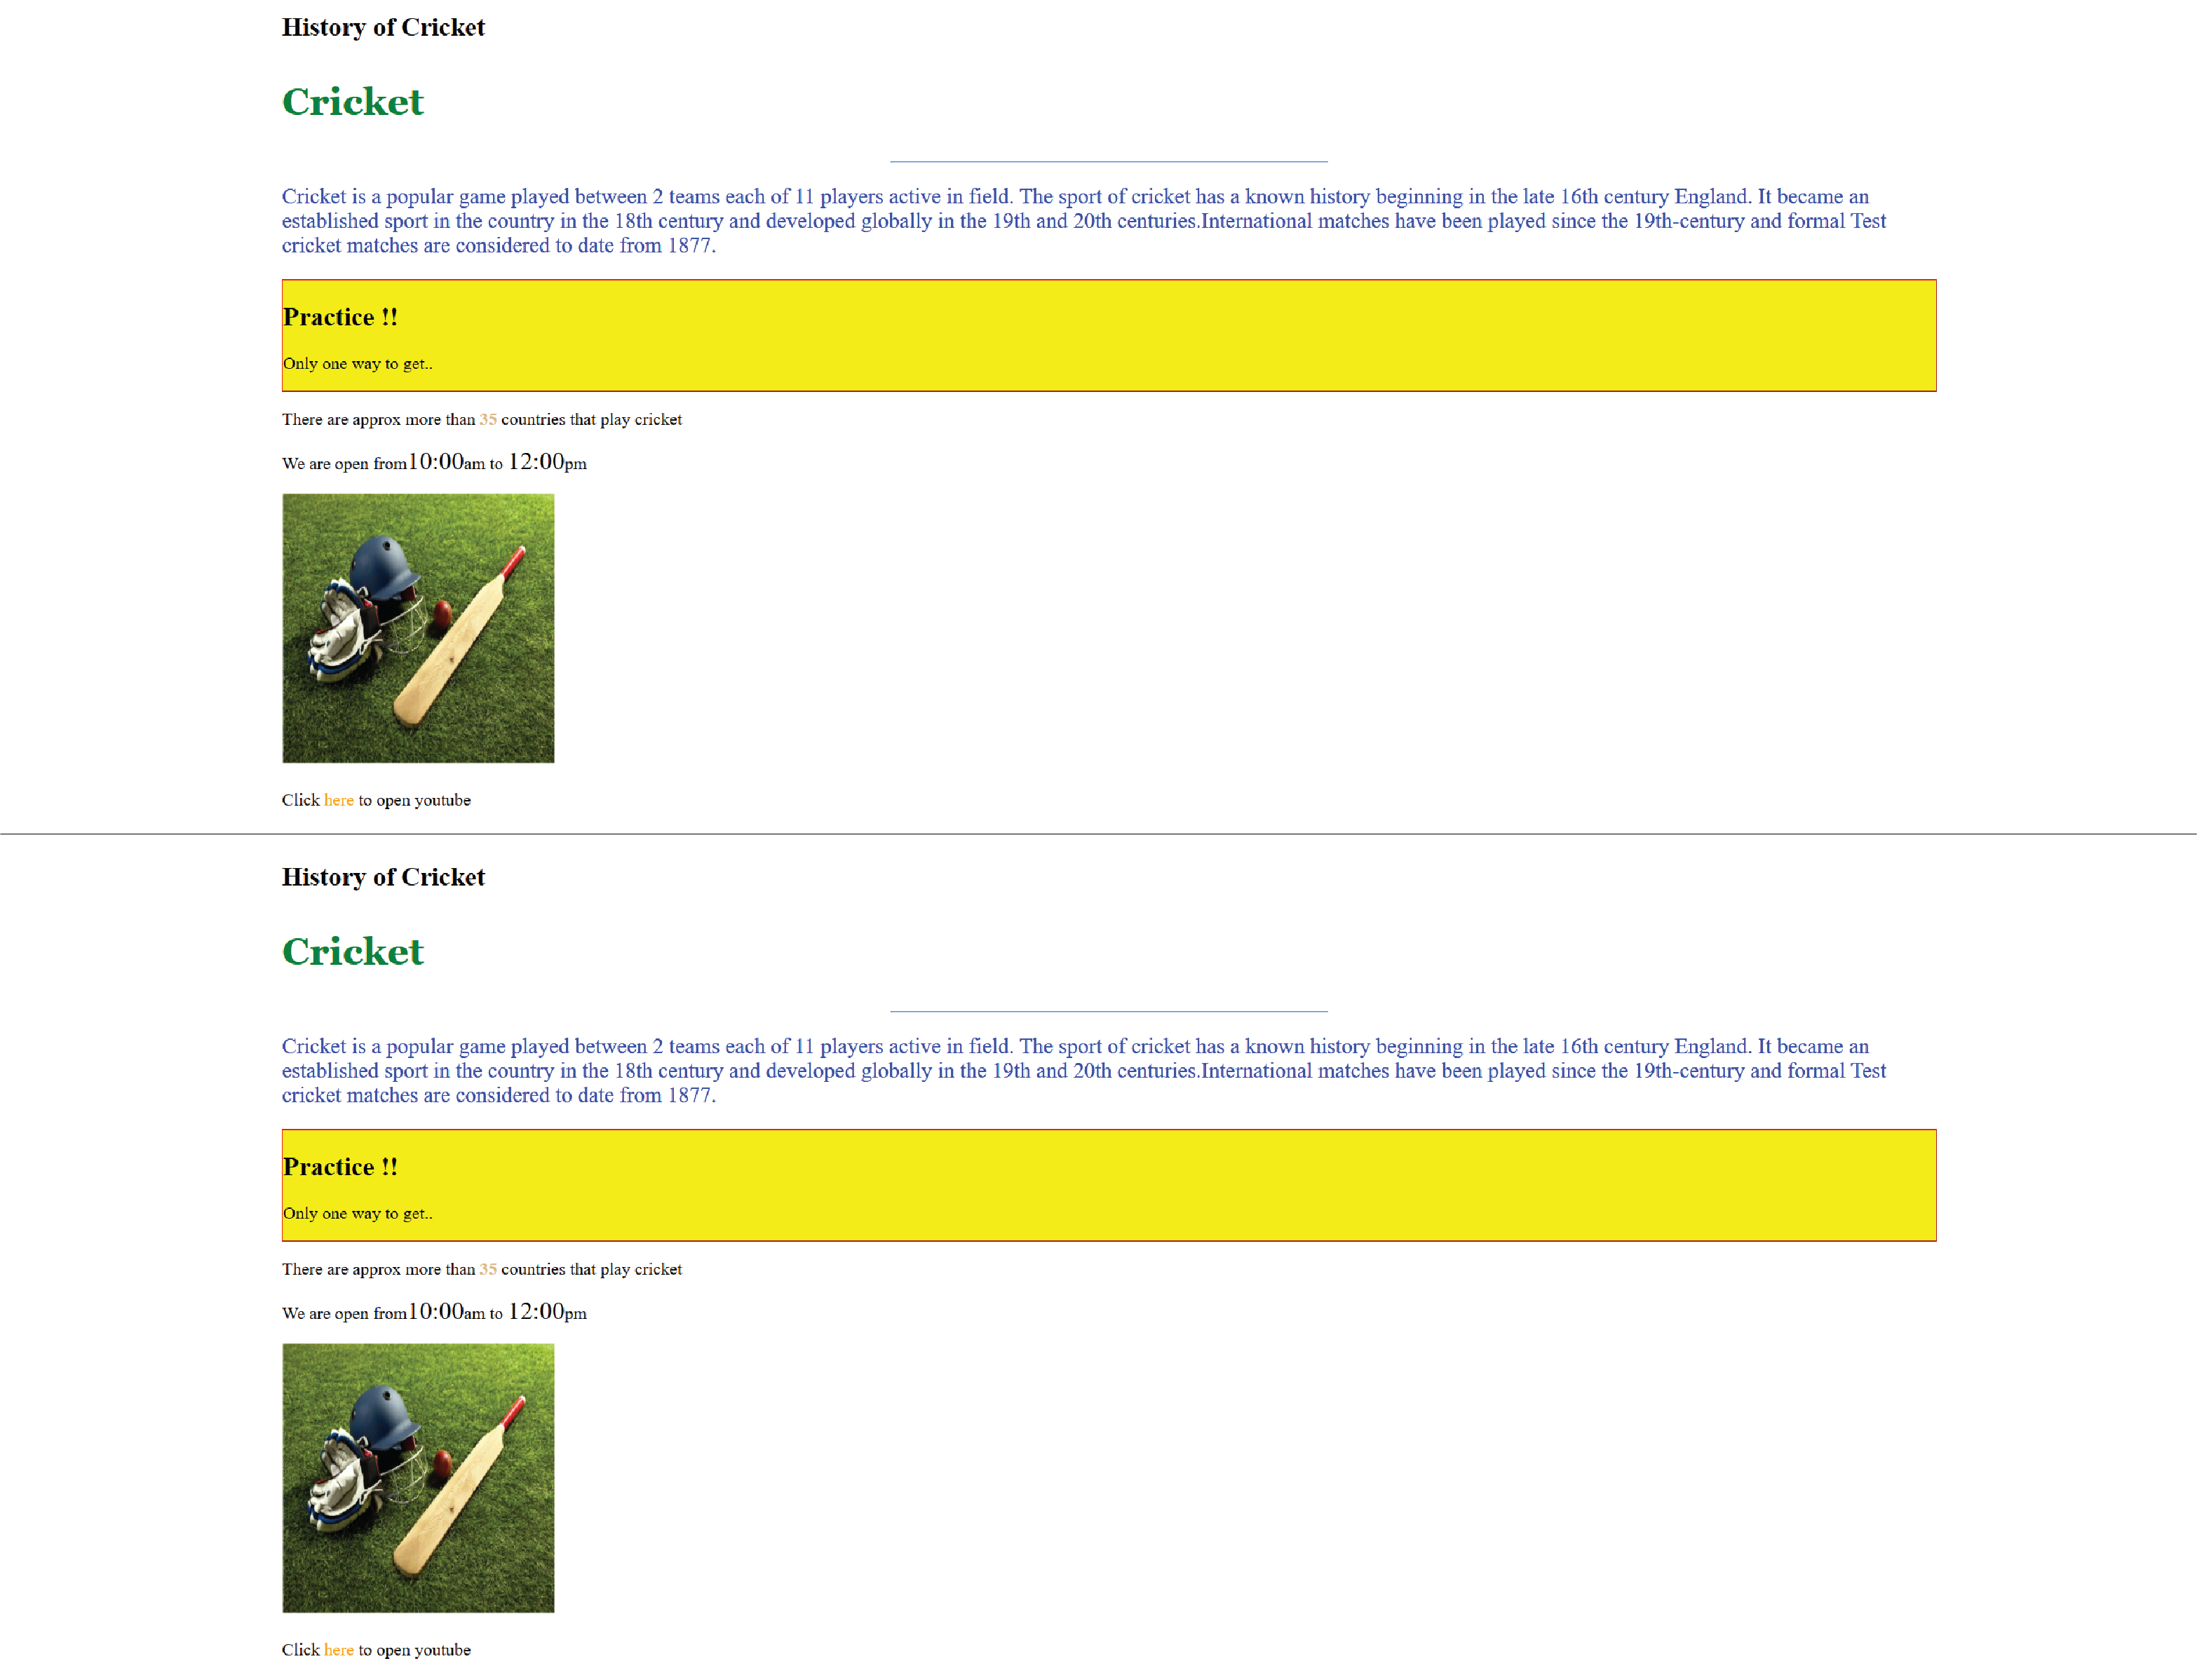 History of Cricket
Cricket
Cricket is a popular game played between 2 teams each of 11 players active in field. The sport of cricket has a known history beginning in the late 16th century England. It became an
established sport in the country in the 18th century and developed globally in the 19th and 20th centuries.International matches have been played since the 19th-century and formal Test
cricket matches are considered to date from 1877.
Practice !!
Only one way to get..
There are approx more than 35 countries that play cricket
We are open from10:00am to 12:00pm
Click here to open youtube
History of Cricket
Cricket
Cricket is a popular game played between 2 teams each of 11 players active in field. The sport of cricket has a known history beginning in the late 16th century England. It became an
established sport in the country in the 18th century and developed globally in the 19th and 20th centuries.International matches have been played since the 19th-century and formal Test
cricket matches are considered to date from 1877.
Practice !!
Only one way to get..
There are approx more than 35 countries that play cricket
We are open from10:00am to 12:00pm
Click here to open youtube